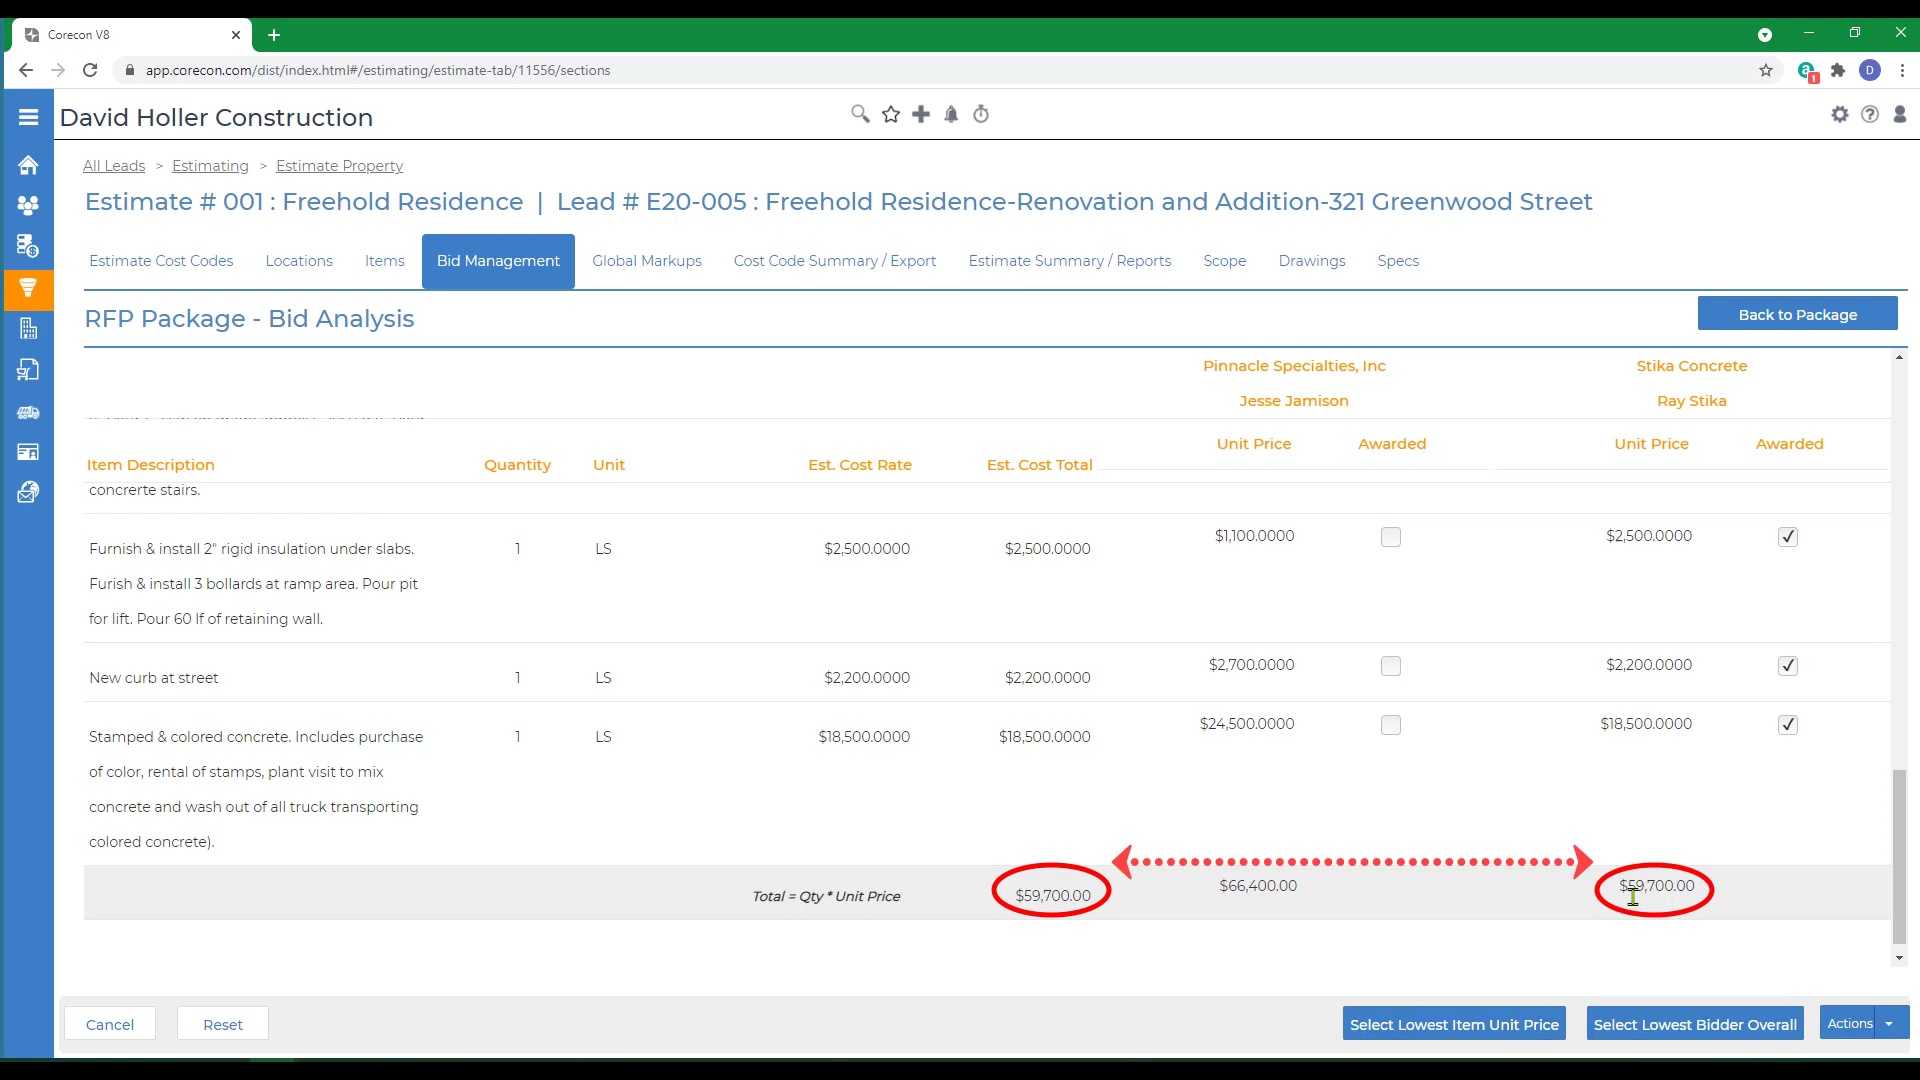 Corecon V8
app.corecon.com/dist/index.html#/estimating/estimate-tab/11556/sections
D
1
David Holler Construction
All Leads > Estimating > Estimate Property
Estimate # 001 : Freehold Residence | Lead # E20-005 : Freehold Residence-Renovation and Addition-321 Greenwood Street
Estimate Cost Codes Locations Items Bid Management Global Markups Cost Code Summary / Export Estimate Summary / Reports Scope Drawings Specs
RFP Package - Bid Analysis
Back to Package
Pinnacle Specialties, Inc Stika Concrete
Jesse Jamison Ray Stika
Unit Price Awarded Unit Price Awarded
Item Description Quantity Unit Est. Cost Rate Est. Cost Total
concrerte stairs.
$1,100.0000 $2,500.0000
Furnish & install 2" rigid insulation under slabs. 1 LS $2,500.0000 $2,500.0000
Furish & install 3 bollards at ramp area. Pour pit
for lift. Pour 60 lf of retaining wall.
$2,700.0000 $2,200.0000
New curb at street 1 LS $2,200.0000 $2,200.0000
$24,500.0000 $18,500.0000
Stamped & colored concrete. Includes purchase 1 LS $18,500.0000 $18,500.0000
of color, rental of stamps, plant visit to mix
concrete and wash out of all truck transporting
colored concrete).
Total = Qty * Unit Price $59,700.00 $66,400.00 $59,700.00
Cancel Reset Select Lowest Item Unit Price Select Lowest Bidder Overall Actions